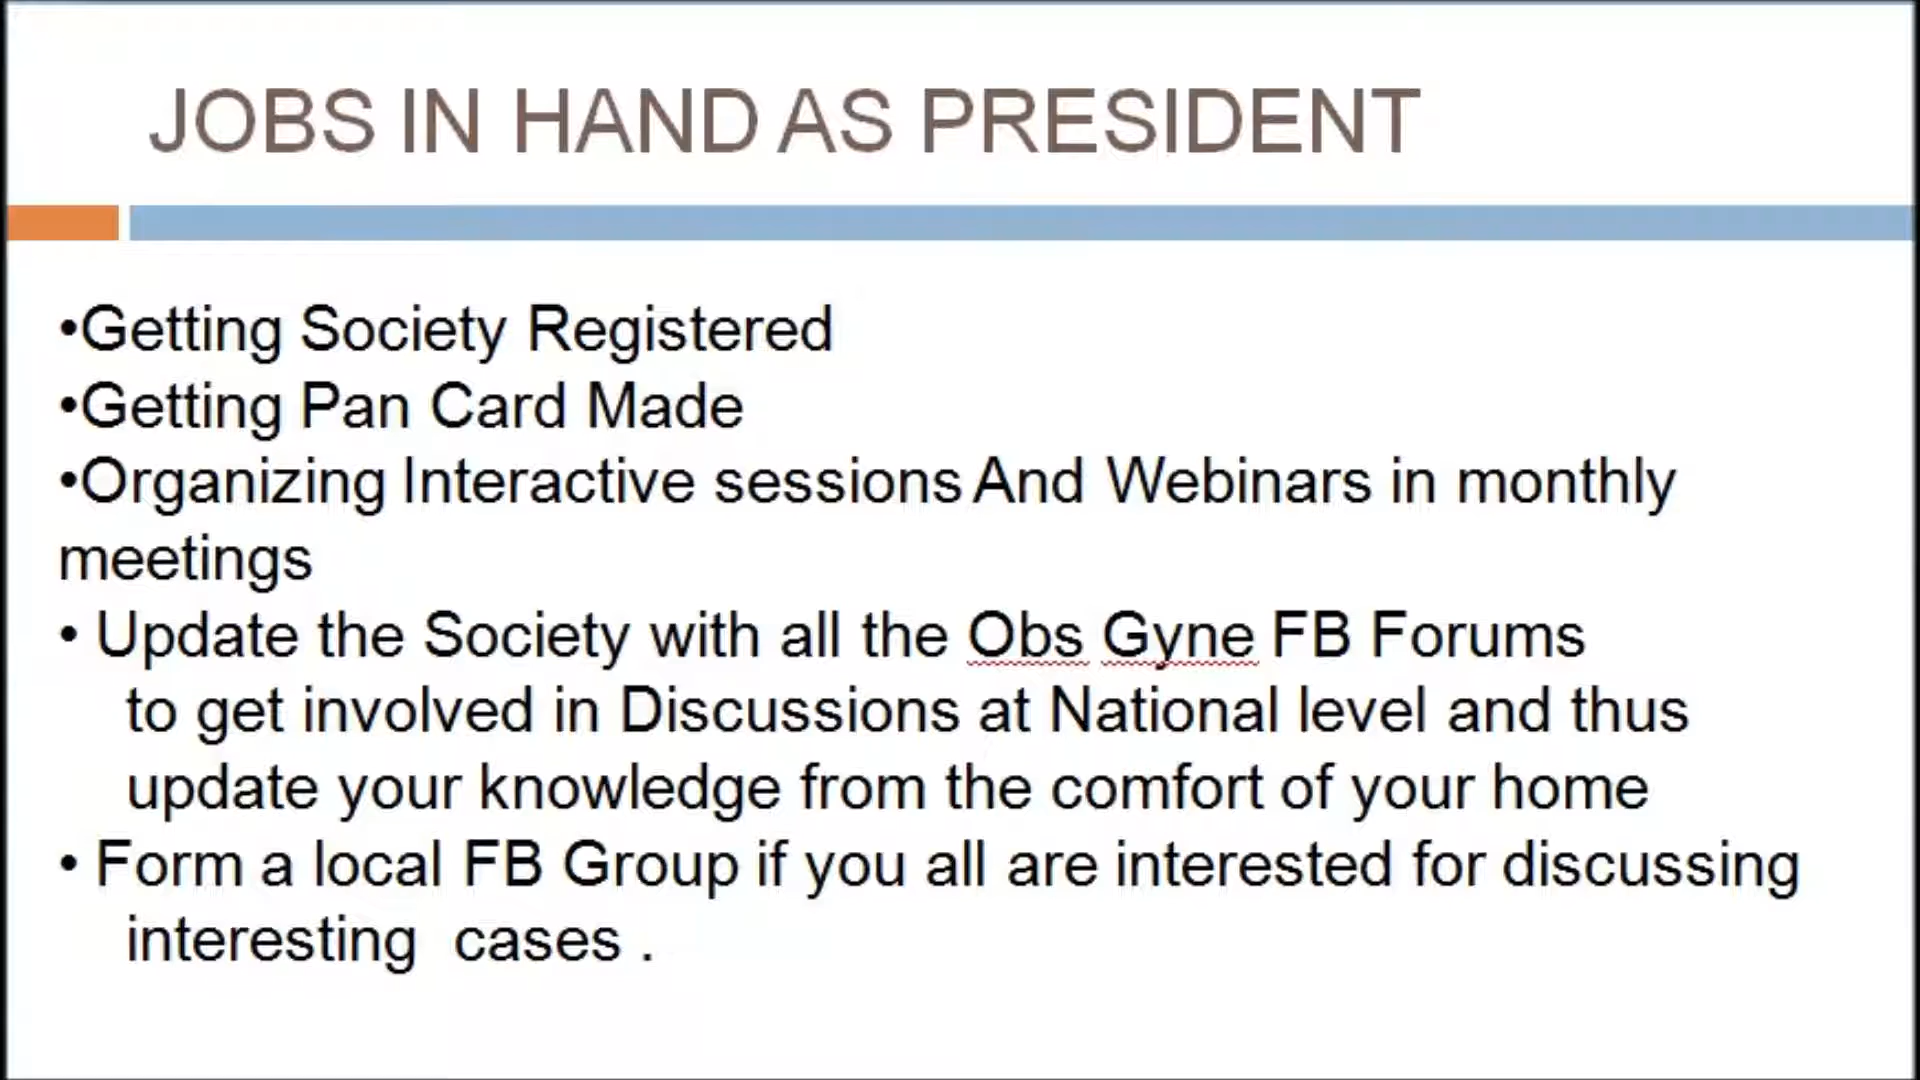 JOBS IN HAND AS PRESIDENT
•Getting Society Registered
•Getting Pan Card Made
•Organizing Interactive sessions And Webinars in monthly
meetings
• Update the Society with all the Obs Gyne FB Forums
to get involved in Discussions at National level and thus
update your knowledge from the comfort of your home
• Form a local FB Group if you all are interested for discussing
interesting  cases .